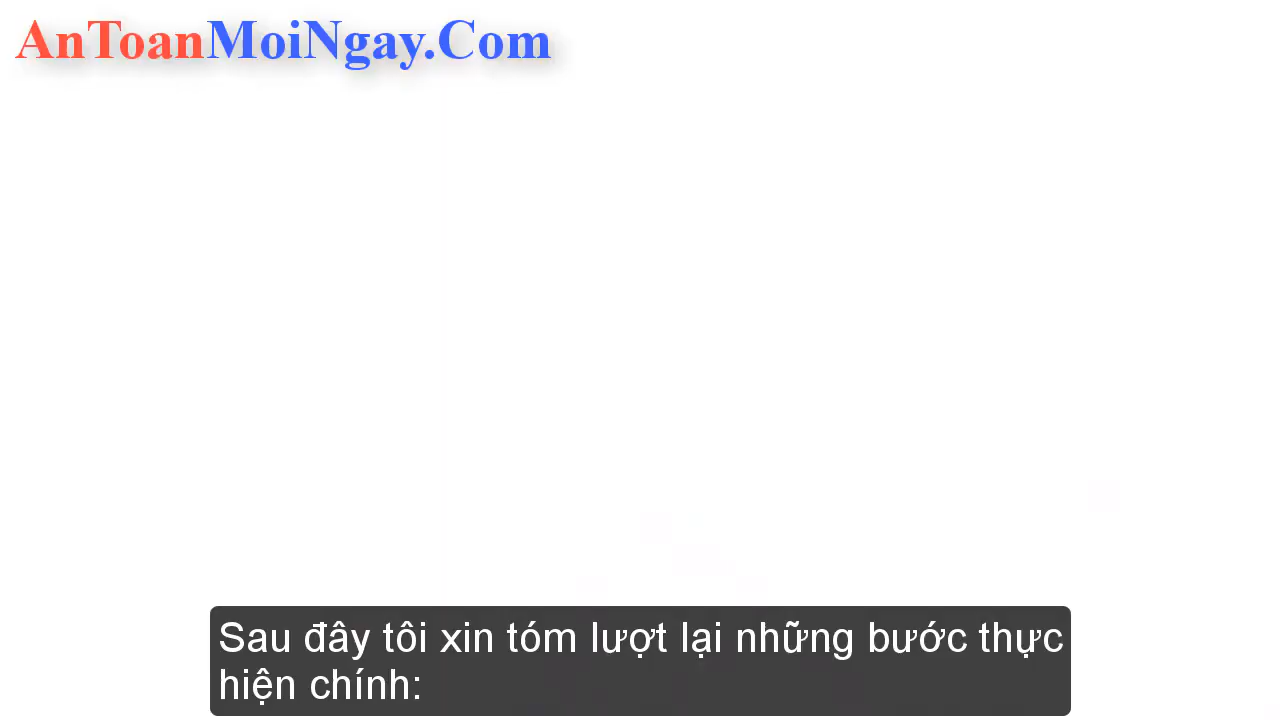 AnToanMoiNgay.Com
Sau đây tôi xin tóm lượt lại những bước thực
hiện chính: